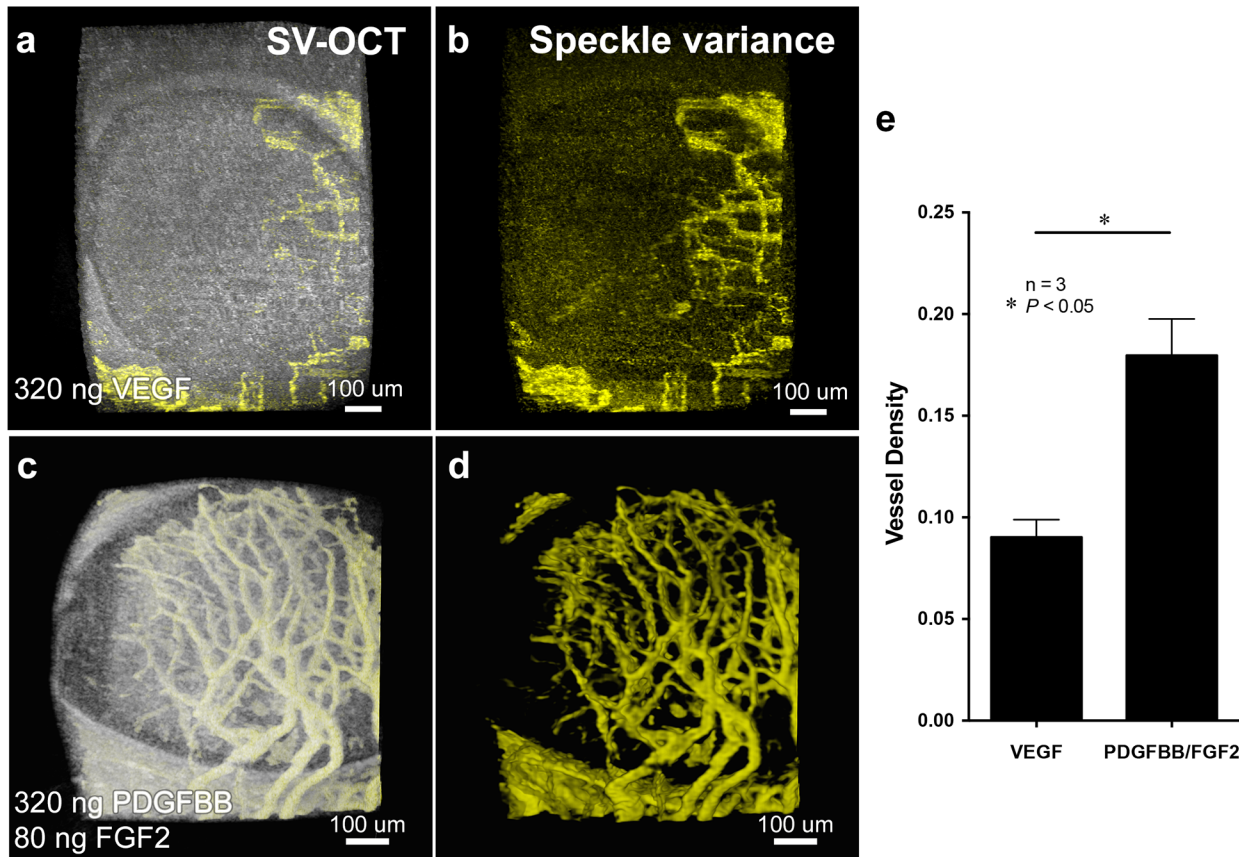 a
SV-OCT
320 ng VEGF
100 um
b
Speckle variance
100 um
c
320 ng PDGFBB
80 ng FGF2
100 um
d
100 um
e
Vessel Density
0.25
0.20
0.15
0.10
0.05
0.00
*
n = 3
* P < 0.05
VEGF
PDGFBB/FGF2